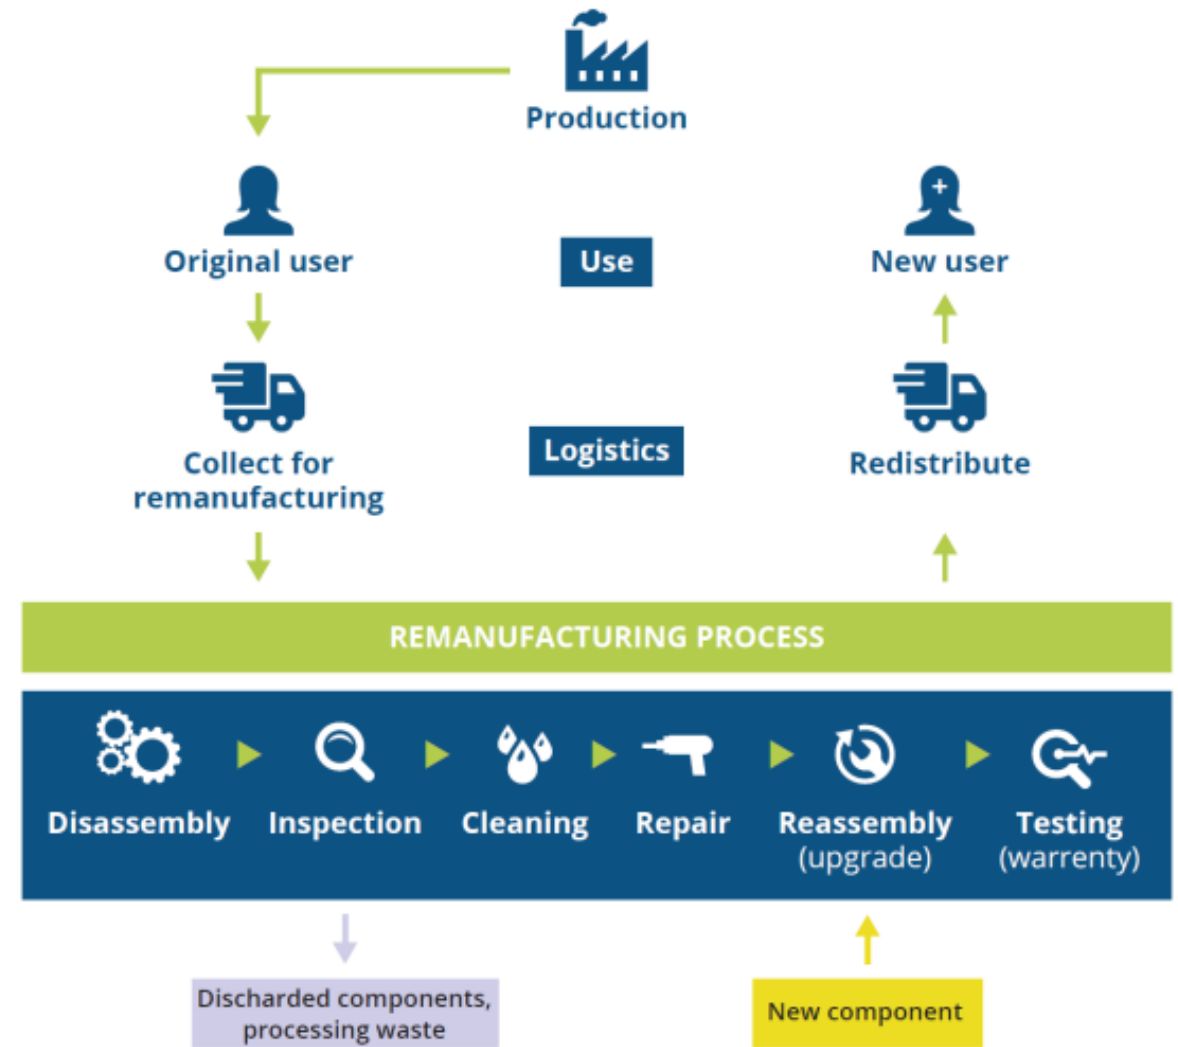 Production
Original user
Use
New user
Collect for
remanufacturing
Logistics
Redistribute
REMANUFACTURING PROCESS
Disassembly
Inspection
Cleaning
Repair
Reassembly
(upgrade)
Testing
(warrenty)
Discharded components,
processing waste
New component